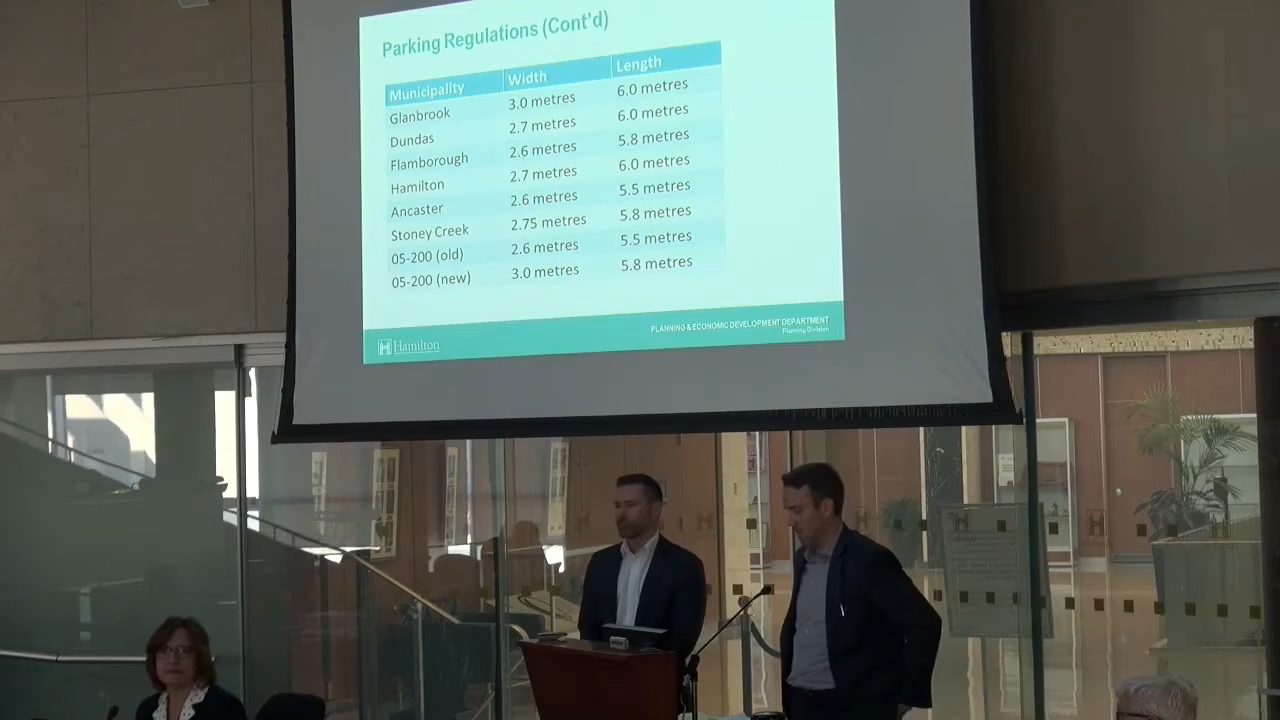 Parking Regulations (Cont'd)
Municipality Width Length
Glanbrook 3.0 metres 6.0 metres
Dundas 2.7 metres 6.0 metres
Flamborough 2.6 metres 5.8 metres
Hamilton 2.7 metres 6.0 metres
Ancaster 2.6 metres 5.5 metres
Stoney Creek 2.75 metres 5.8 metres
05-200 (old) 2.6 metres 5.5 metres
05-200 (new) 3.0 metres 5.8 metres
PLANNING & ECONOMIC DEVELOPMENT DEPARTMENT
Planning Division
Hamilton